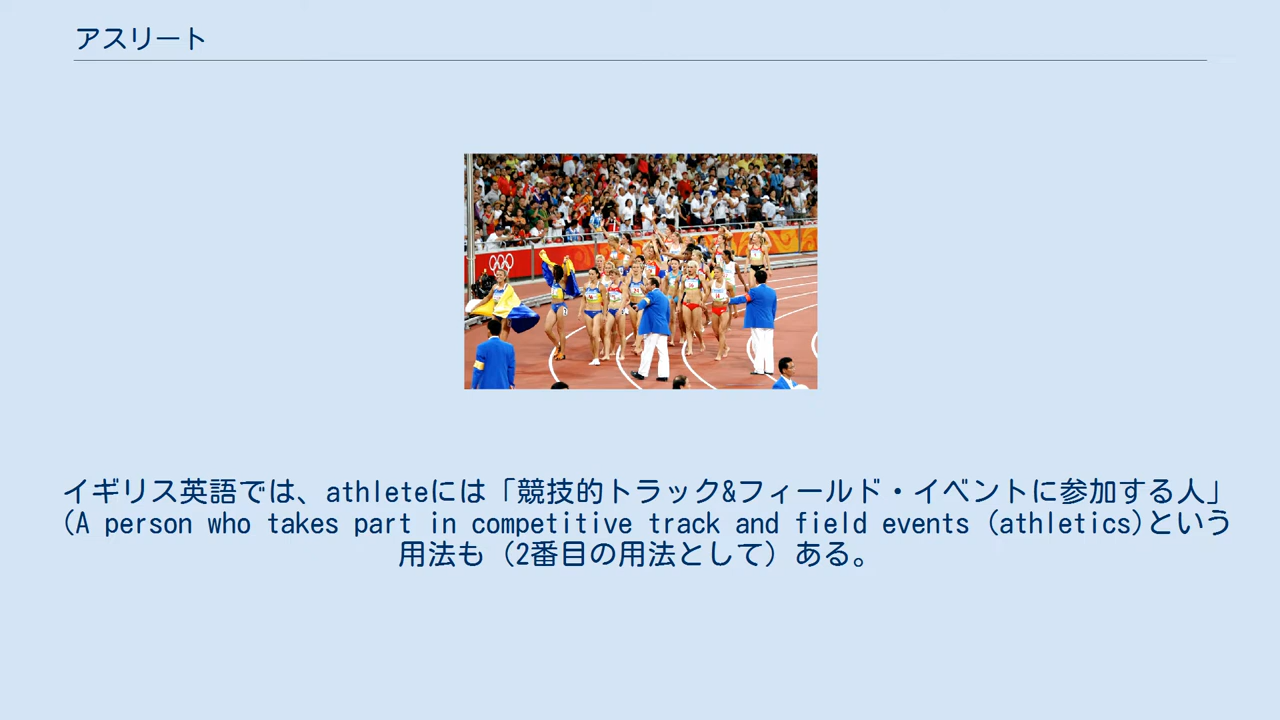 アスリート
イギリス英語では、athleteには「競技的トラック&フィールド・イベントに参加する人」
(A person who takes part in competitive track and field events (athletics)という
用法も（2番目の用法として）ある。